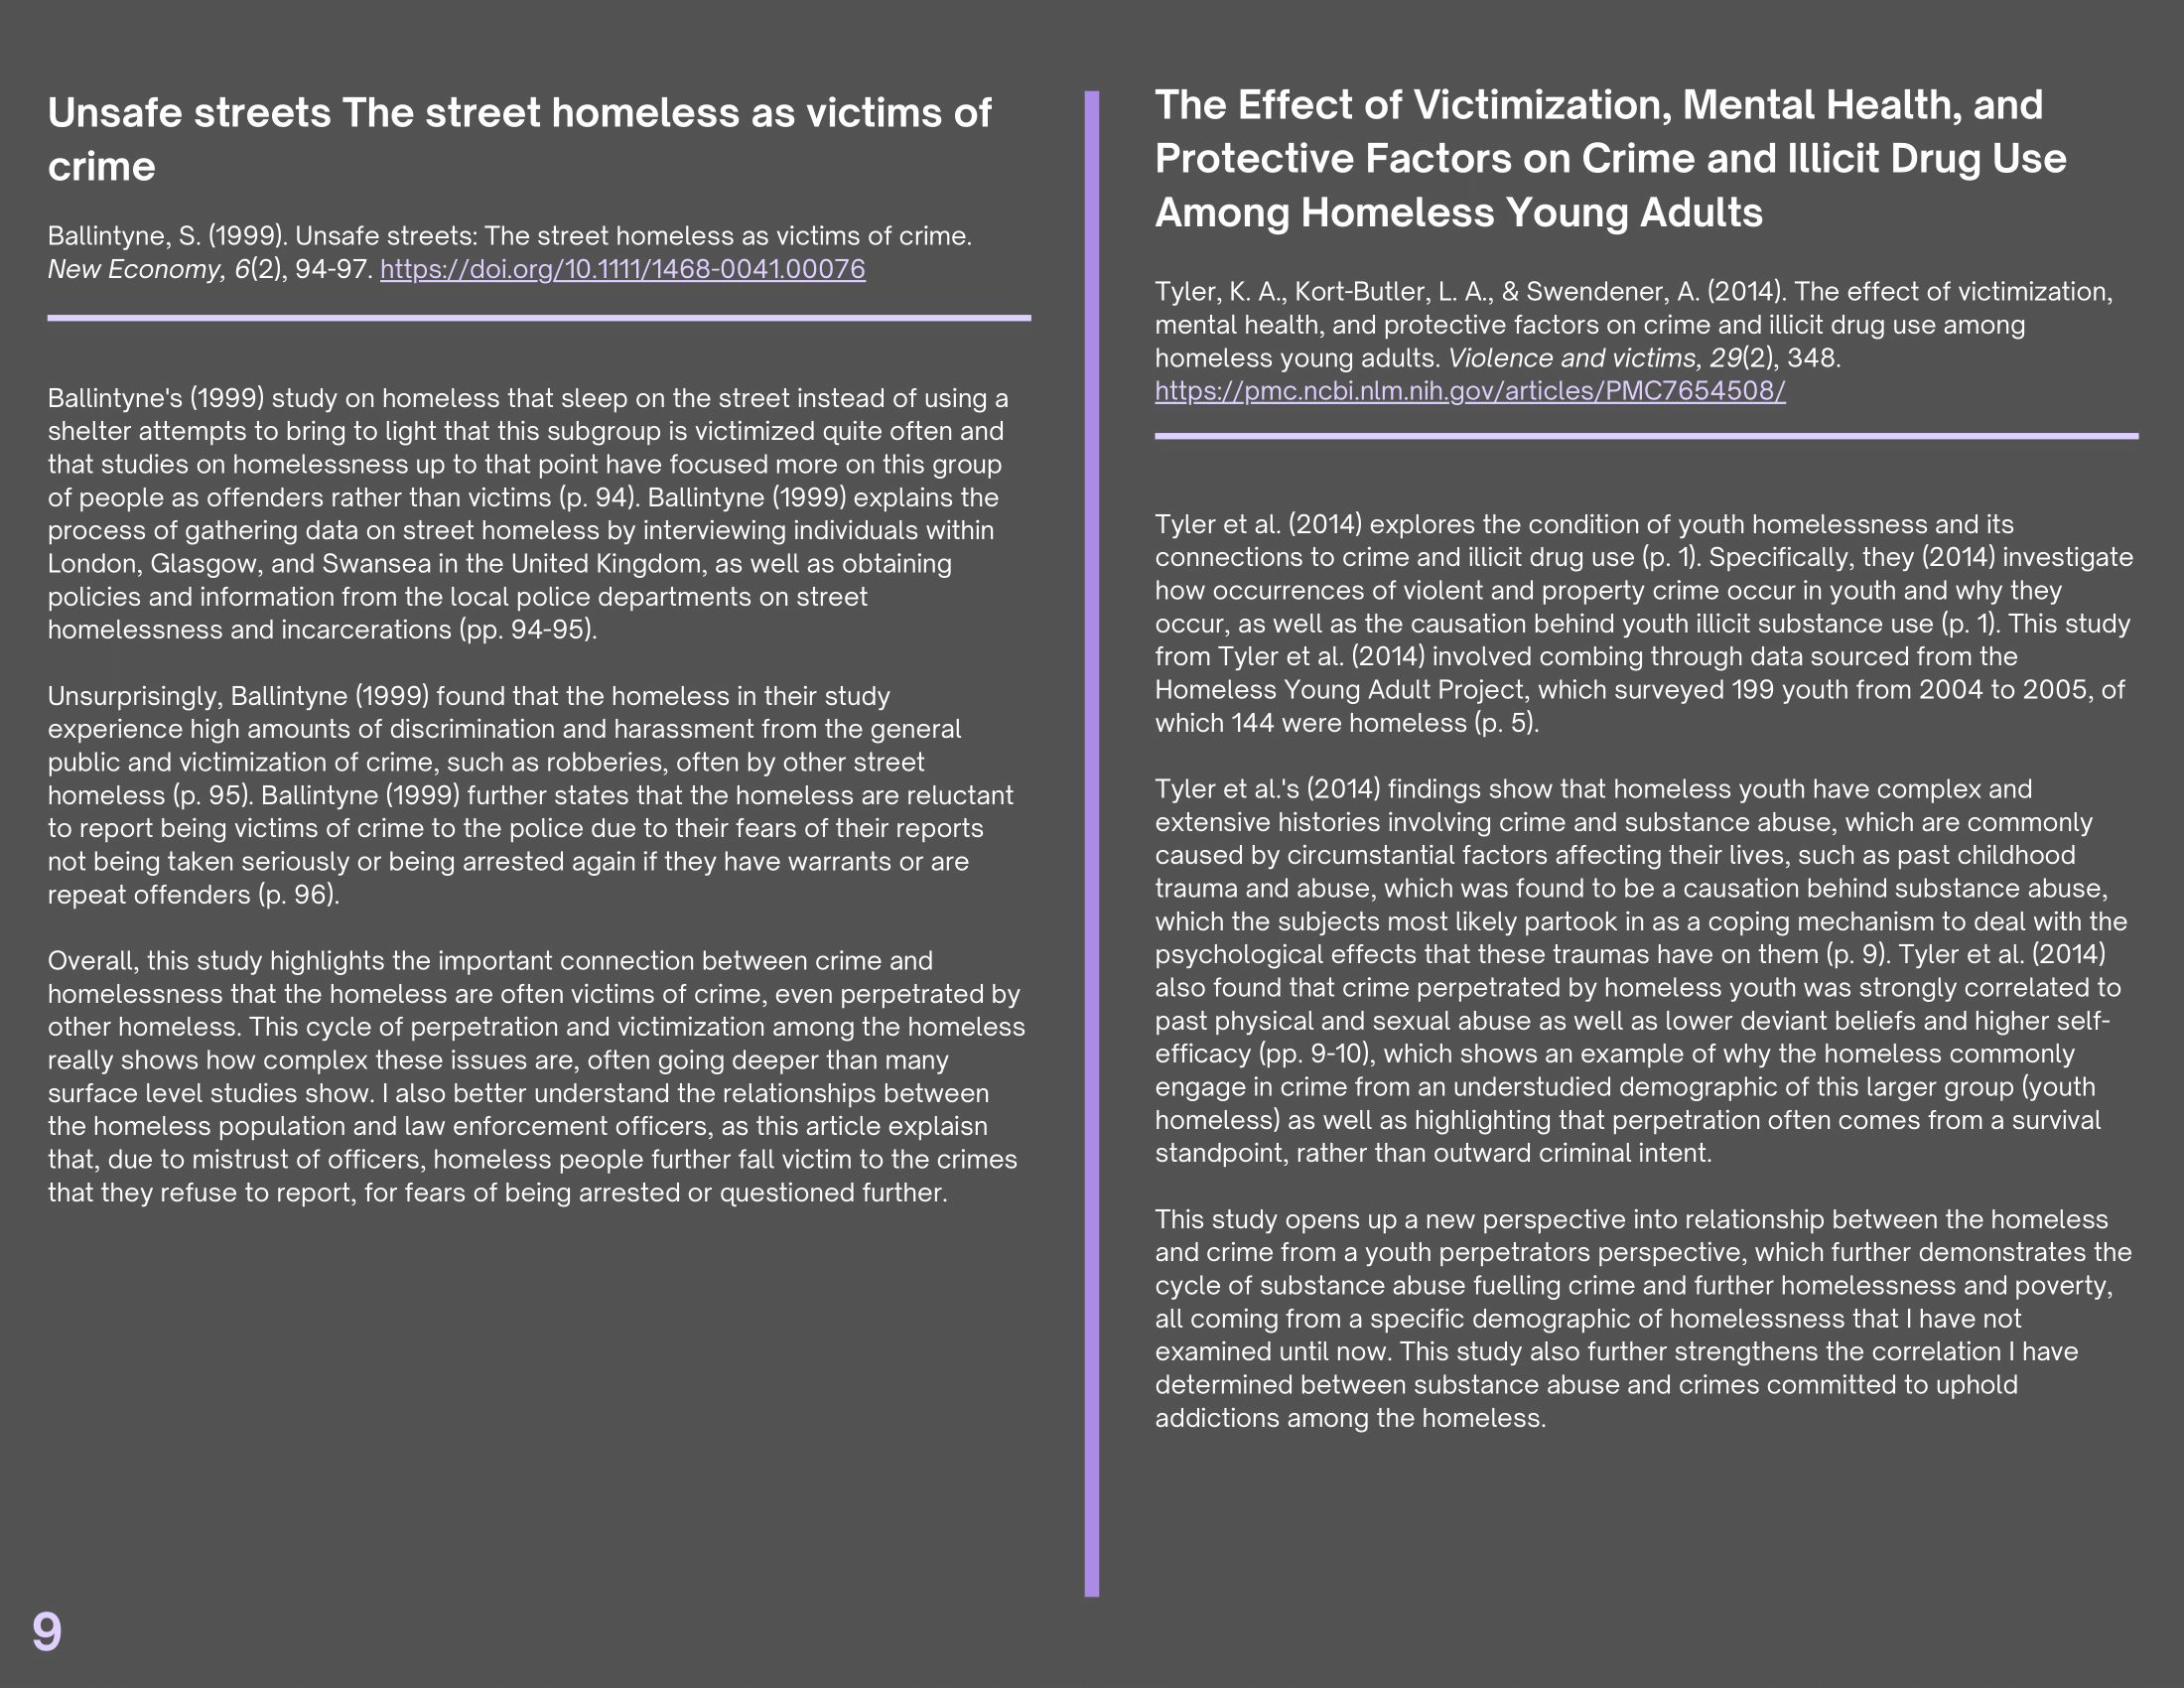 Unsafe streets The street homeless as victims of
crime
Ballintyne, S. (1999). Unsafe streets: The street homeless as victims of crime.
New Economy, 6(2), 94-97. https://doi.org/10.1111/1468-0041.00076
Ballintyne's (1999) study on homeless that sleep on the street instead of using a
shelter attempts to bring to light that this subgroup is victimized quite often and
that studies on homelessness up to that point have focused more on this group
of people as offenders rather than victims (p. 94). Ballintyne (1999) explains the
process of gathering data on street homeless by interviewing individuals within
London, Glasgow, and Swansea in the United Kingdom, as well as obtaining
policies and information from the local police departments on street
homelessness and incarcerations (pp. 94-95).
Unsurprisingly, Ballintyne (1999) found that the homeless in their study
experience high amounts of discrimination and harassment from the general
public and victimization of crime, such as robberies, often by other street
homeless (p. 95). Ballintyne (1999) further states that the homeless are reluctant
to report being victims of crime to the police due to their fears of their reports
not being taken seriously or being arrested again if they have warrants or are
repeat offenders (p. 96).
Overall, this study highlights the important connection between crime and
homelessness that the homeless are often victims of crime, even perpetrated by
other homeless. This cycle of perpetration and victimization among the homeless
really shows how complex these issues are, often going deeper than many
surface level studies show. I also better understand the relationships between
the homeless population and law enforcement officers, as this article explaisn
that, due to mistrust of officers, homeless people further fall victim to the crimes
that they refuse to report, for fears of being arrested or questioned further.
The Effect of Victimization, Mental Health, and
Protective Factors on Crime and Illicit Drug Use
Among Homeless Young Adults
Tyler, K. A., Kort-Butler, L. A., & Swendener, A. (2014). The effect of victimization,
mental health, and protective factors on crime and illicit drug use among
homeless young adults. Violence and victims, 29(2), 348.
https://pmc.ncbi.nlm.nih.gov/articles/PMC7654508/
Tyler et al. (2014) explores the condition of youth homelessness and its
connections to crime and illicit drug use (p. 1). Specifically, they (2014) investigate
how occurrences of violent and property crime occur in youth and why they
occur, as well as the causation behind youth illicit substance use (p. 1). This study
from Tyler et al. (2014) involved combing through data sourced from the
Homeless Young Adult Project, which surveyed 199 youth from 2004 to 2005, of
which 144 were homeless (p. 5).
Tyler et al.'s (2014) findings show that homeless youth have complex and
extensive histories involving crime and substance abuse, which are commonly
caused by circumstantial factors affecting their lives, such as past childhood
trauma and abuse, which was found to be a causation behind substance abuse,
which the subjects most likely partook in as a coping mechanism to deal with the
psychological effects that these traumas have on them (p. 9). Tyler et al. (2014)
also found that crime perpetrated by homeless youth was strongly correlated to
past physical and sexual abuse as well as lower deviant beliefs and higher self-
efficacy (pp. 9-10), which shows an example of why the homeless commonly
engage in crime from an understudied demographic of this larger group (youth
homeless) as well as highlighting that perpetration often comes from a survival
standpoint, rather than outward criminal intent.
This study opens up a new perspective into relationship between the homeless
and crime from a youth perpetrators perspective, which further demonstrates the
cycle of substance abuse fuelling crime and further homelessness and poverty,
all coming from a specific demographic of homelessness that I have not
examined until now. This study also further strengthens the correlation I have
determined between substance abuse and crimes committed to uphold
addictions among the homeless.
9